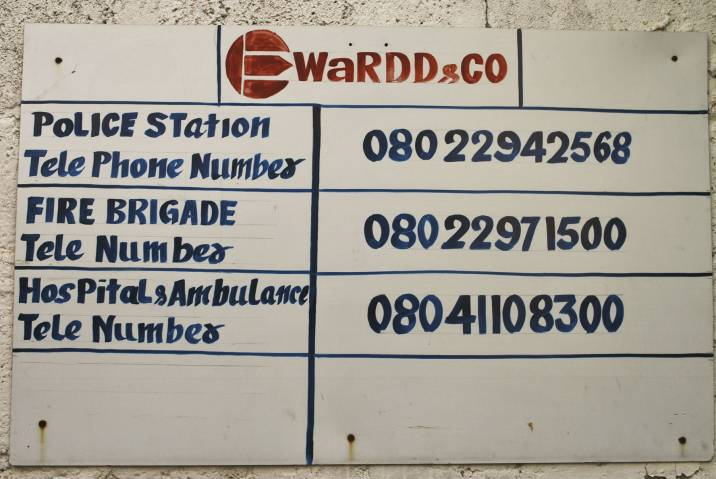 EWaRDD&CO
PoLICE Station
Tele Phone Number
08022942568
FIRE BRIGADE
Tele Number
08022971500
HosPital&Ambulance
Tele Number
08041108300